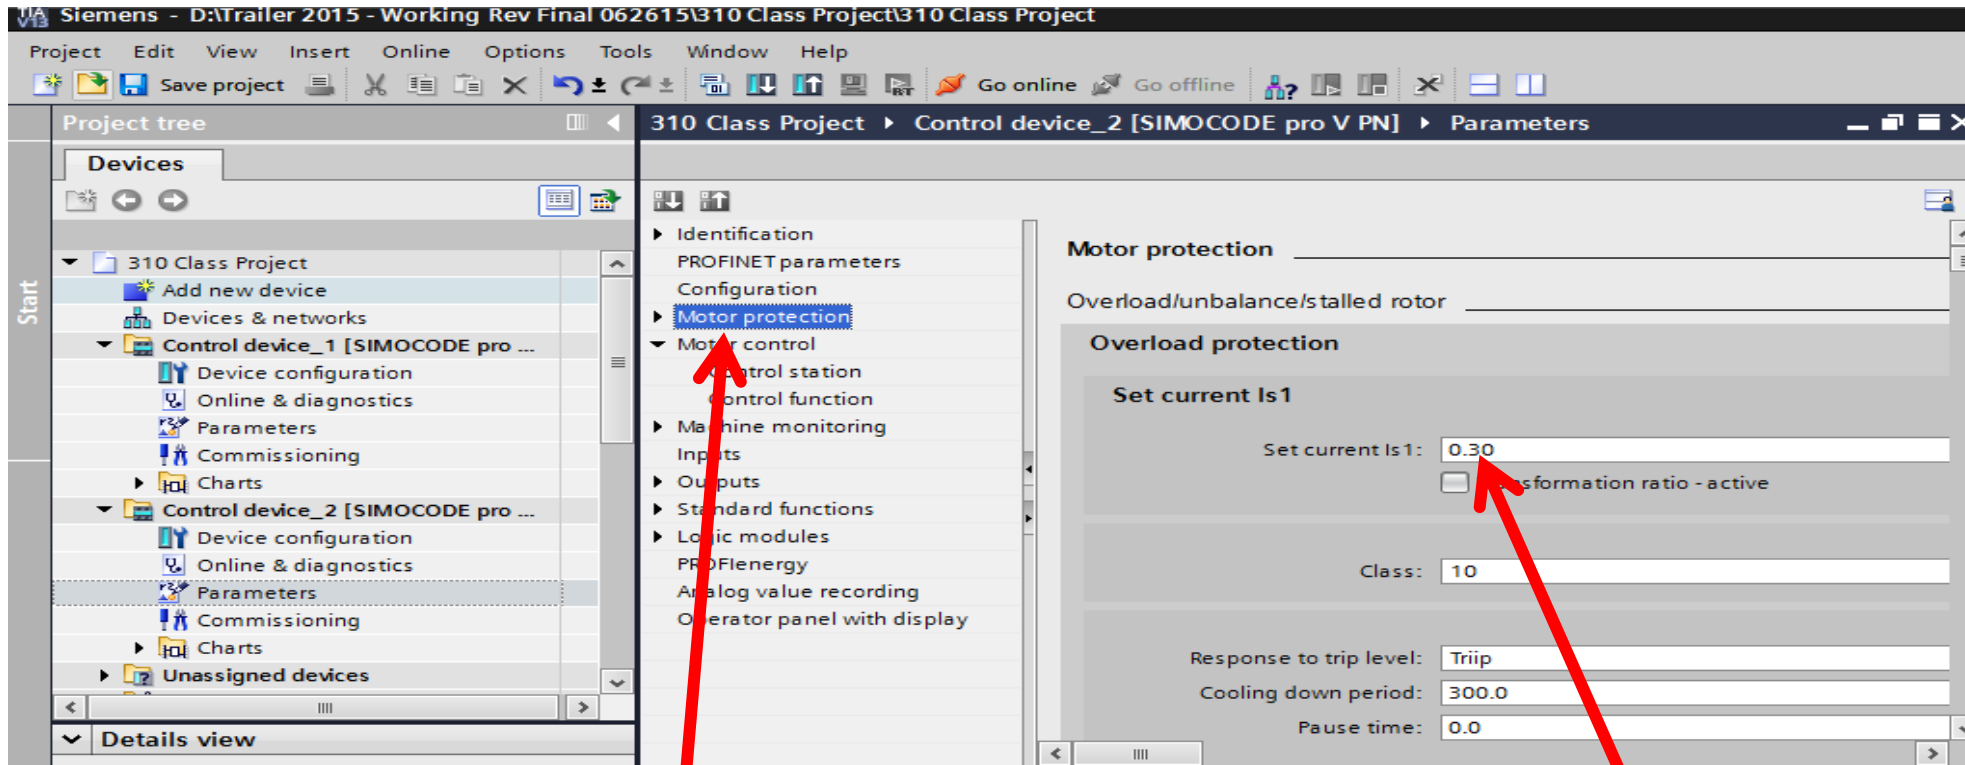 TIA V13 Siemens - D:\Trailer 2015 - Working Rev Final 062615\310 Class Project\310 Class Project
Project Edit View Insert Online Options Tools Window Help
Save project Go online Go offline
Start
Project tree
Devices
310 Class Project
Add new device
Devices & networks
Control device_1 [SIMOCODE pro ...
Device configuration
Online & diagnostics
Parameters
Commissioning
Charts
Control device_2 [SIMOCODE pro ...
Device configuration
Online & diagnostics
Parameters
Commissioning
Charts
Unassigned devices
Details view
310 Class Project Control device_2 [SIMOCODE pro V PN] Parameters
Identification
PROFINET parameters
Configuration
Motor protection
Motor control
Control station
Control function
Machine monitoring
Inputs
Outputs
Standard functions
Logic modules
PROFIenergy
Analog value recording
Operator panel with display
Motor protection
Overload/unbalance/stalled rotor
Overload protection
Set current Is1
Set current Is1: 0.30
Transformation ratio - active
Class: 10
Response to trip level: Triip
Cooling down period: 300.0
Pause time: 0.0